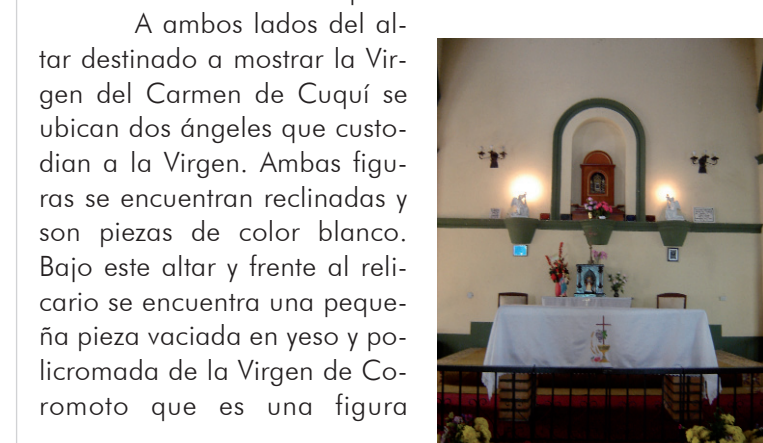 A ambos lados del al-
tar destinado a mostrar la Vir-
gen del Carmen de Cuquí se
ubican dos ángeles que custo-
dian a la Virgen. Ambas figu-
ras se encuentran reclinadas y
son piezas de color blanco.
Bajo este altar y frente al reli-
cario se encuentra una peque-
ña pieza vaciada en yeso y po-
licromada de la Virgen de Co-
romoto que es una figura